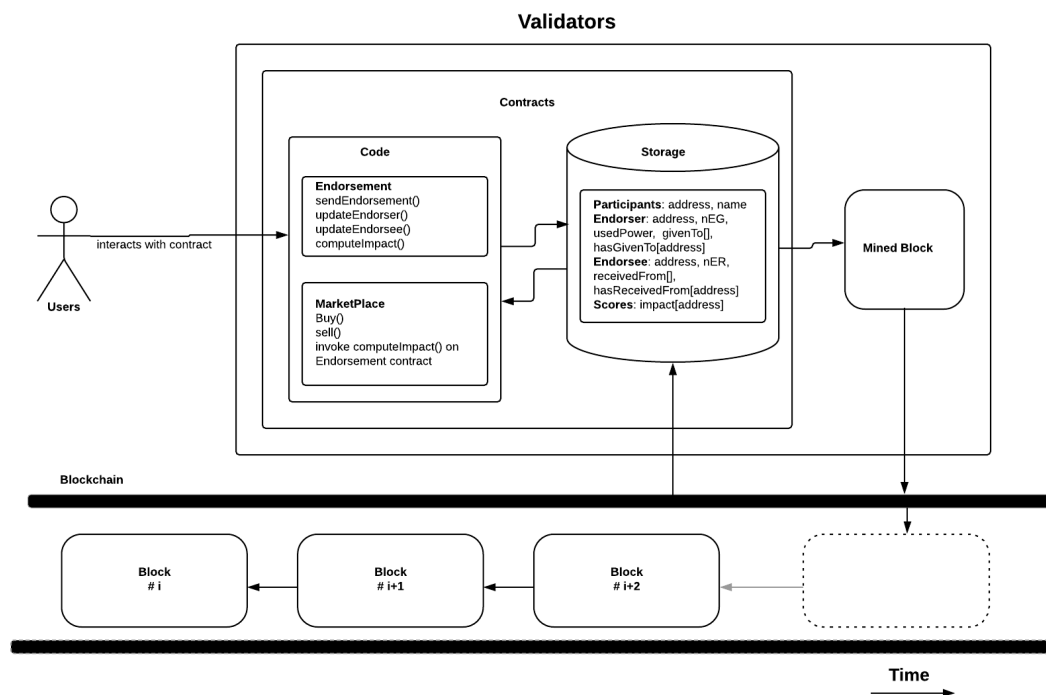 Validators
Contracts
Code
Endorsement
sendEndorsement()
updateEndorser()
updateEndorsee()
computeImpact()
MarketPlace
Buy()
sell()
invoke computeImpact() on
Endorsement contract
Storage
Participants: address, name
Endorser: address, nEG,
usedPower, givenTo[],
hasGivenTo[address]
Endorsee: address, nER,
receivedFrom[],
hasReceivedFrom[address]
Scores: impact[address]
Mined Block
interacts with contract
Users
Blockchain
Block
# i
Block
# i+1
Block
# i+2
Time